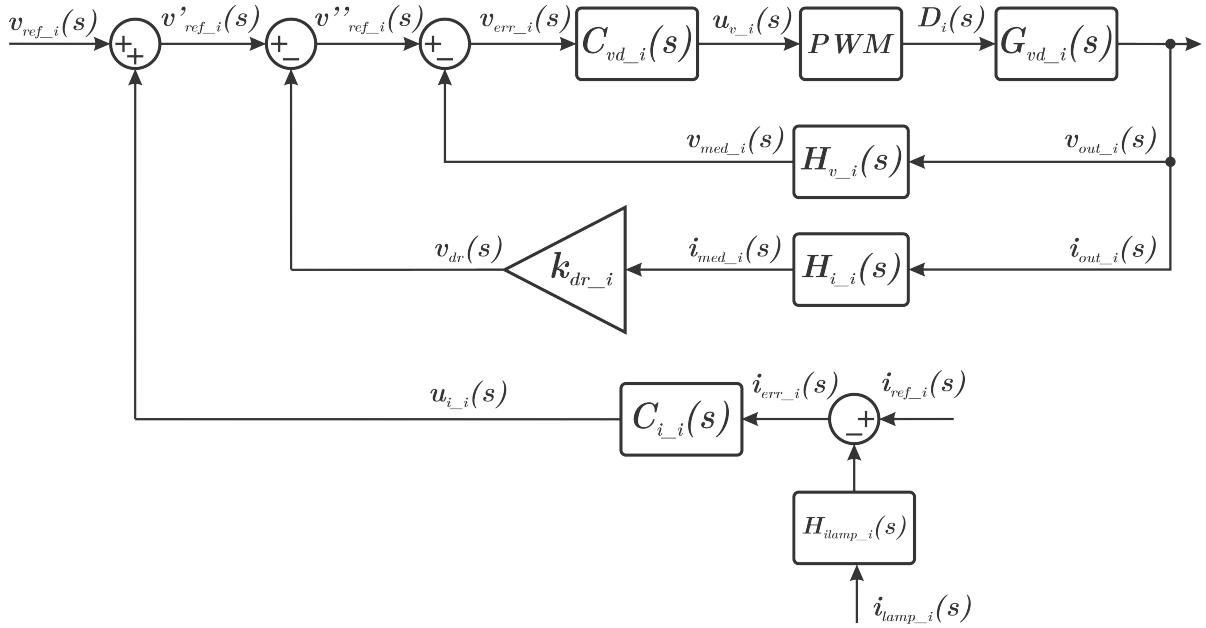 v_ref_i(s) v'_ref_i(s) v''_ref_i(s) v_err_i(s) u_v_i(s) D_i(s)
+ + + − + − C_vd_i(s) PWM G_vd_i(s)
v_med_i(s) H_v_i(s) v_out_i(s)
v_dr(s) k_dr_i i_med_i(s) H_i_i(s) i_out_i(s)
u_i_i(s) C_i_i(s) i_err_i(s) + − i_ref_i(s)
H_ilamp_i(s)
i_lamp_i(s)